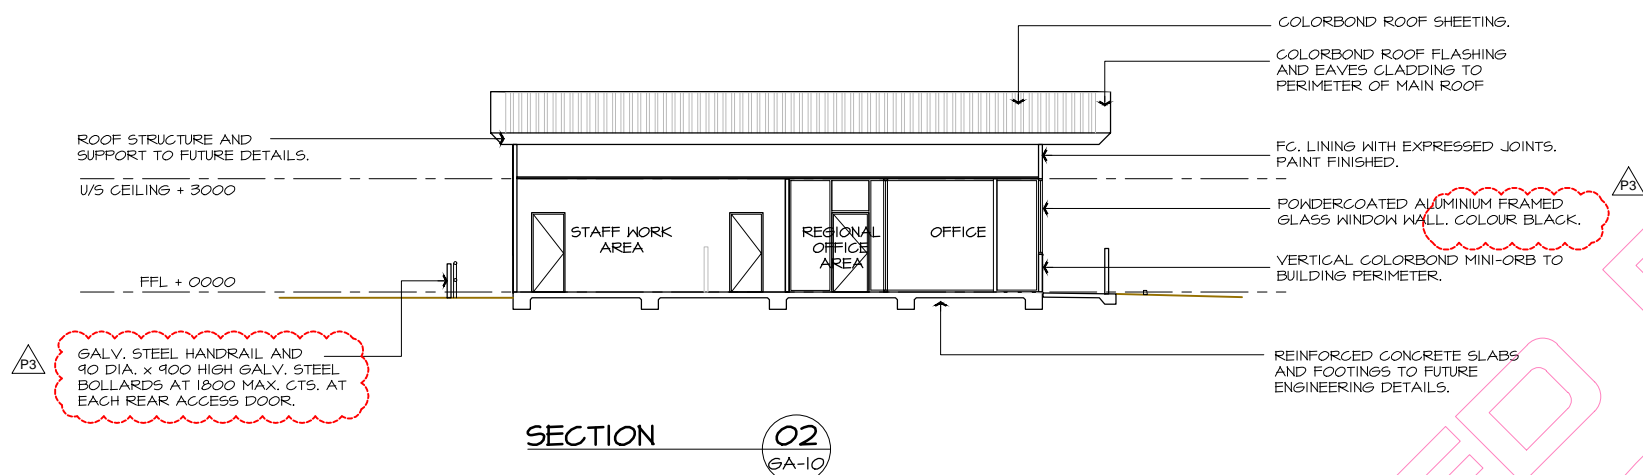 COLORBOND ROOF SHEETING.
COLORBOND ROOF FLASHING
AND EAVES CLADDING TO
PERIMETER OF MAIN ROOF
ROOF STRUCTURE AND
SUPPORT TO FUTURE DETAILS.
FC. LINING WITH EXPRESSED JOINTS.
PAINT FINISHED.
U/S CEILING + 3000
P3
POWDERCOATED ALUMINIUM FRAMED
GLASS WINDOW WALL. COLOUR BLACK.
STAFF WORK
AREA
REGIONAL
OFFICE
AREA
OFFICE
VERTICAL COLORBOND MINI-ORB TO
BUILDING PERIMETER.
FFL + 0000
P3
GALV. STEEL HANDRAIL AND
90 DIA. x 900 HIGH GALV. STEEL
BOLLARDS AT 1800 MAX. CTS. AT
EACH REAR ACCESS DOOR.
REINFORCED CONCRETE SLABS
AND FOOTINGS TO FUTURE
ENGINEERING DETAILS.
SECTION
02
GA-10